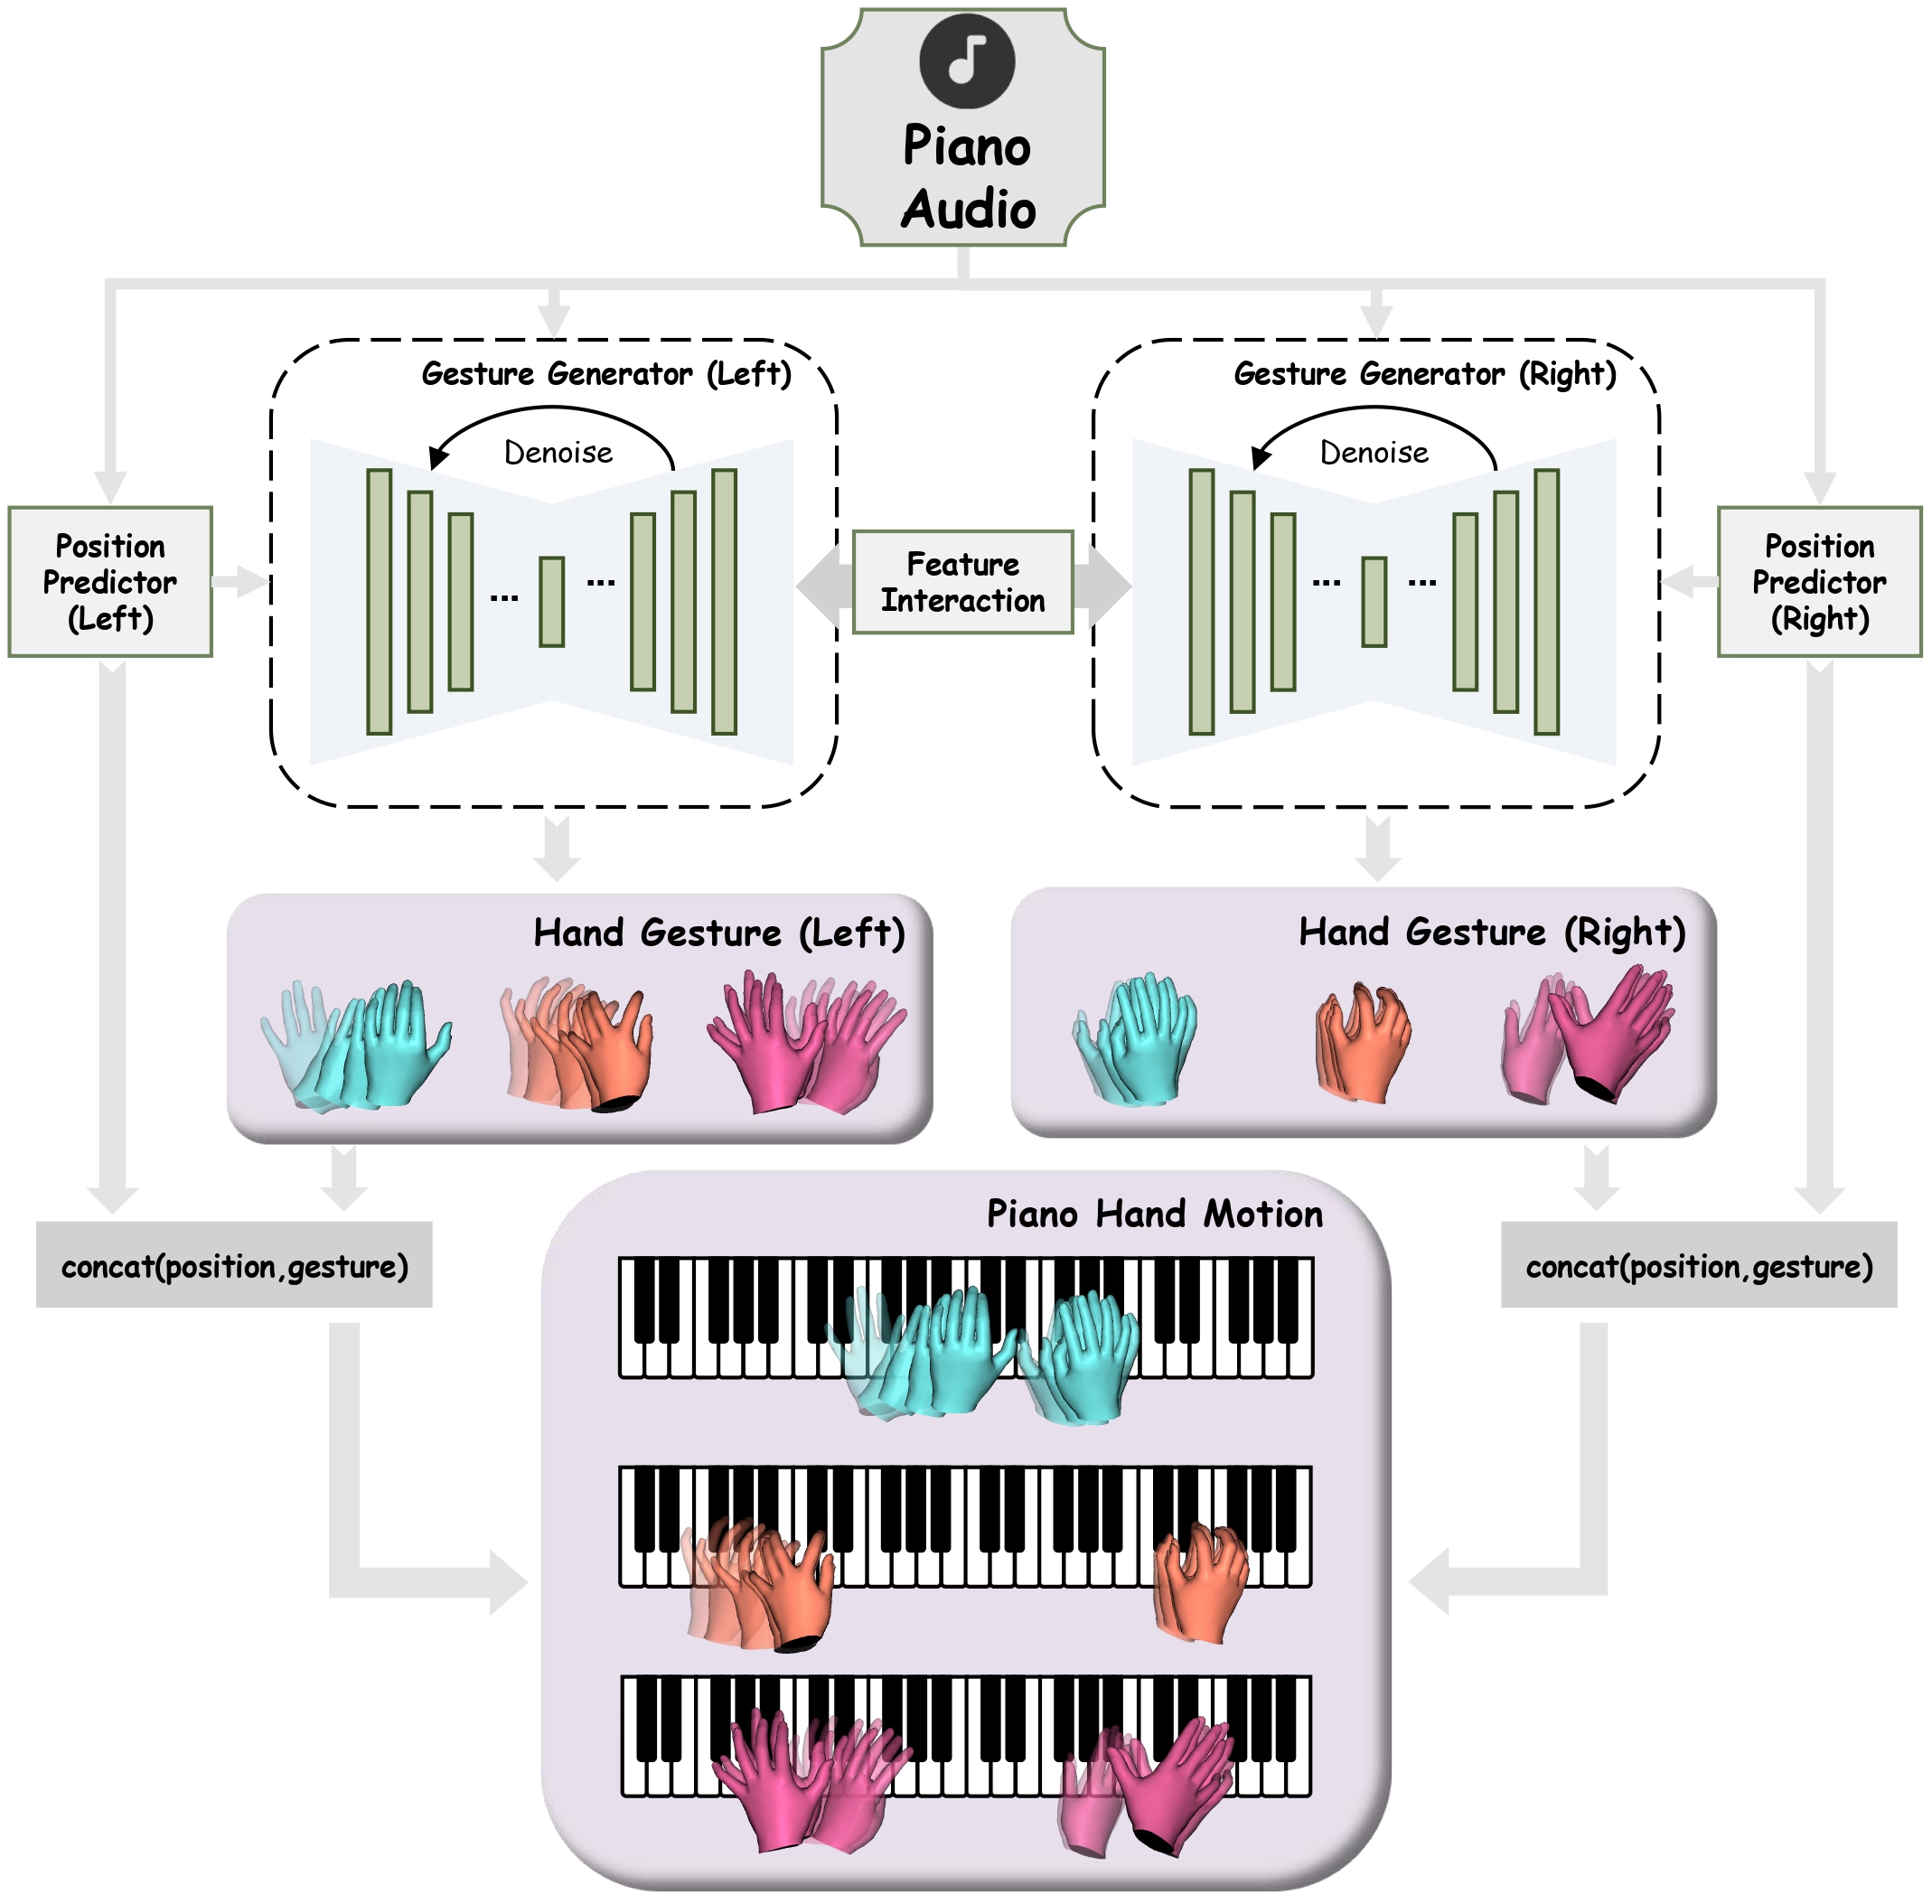 Piano
Audio
Gesture Generator (Left)
Denoise
Gesture Generator (Right)
Denoise
Position
Predictor
(Left)
...
...
Feature
Interaction
...
...
Position
Predictor
(Right)
Hand Gesture (Left)
Hand Gesture (Right)
concat(position,gesture)
Piano Hand Motion
concat(position,gesture)